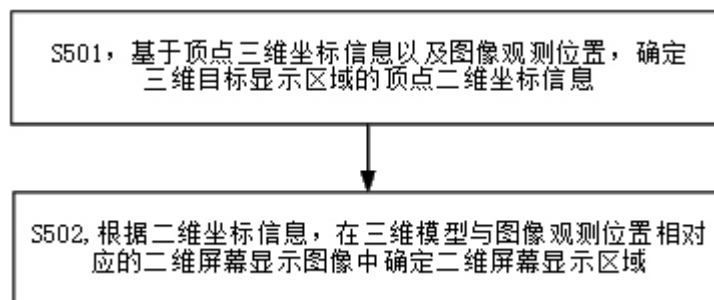 S501，基于顶点三维坐标信息以及图像观测位置，确定
三维目标显示区域的顶点二维坐标信息
S502,根据二维坐标信息，在三维模型与图像观测位置相对
应的二维屏幕显示图像中确定二维屏幕显示区域